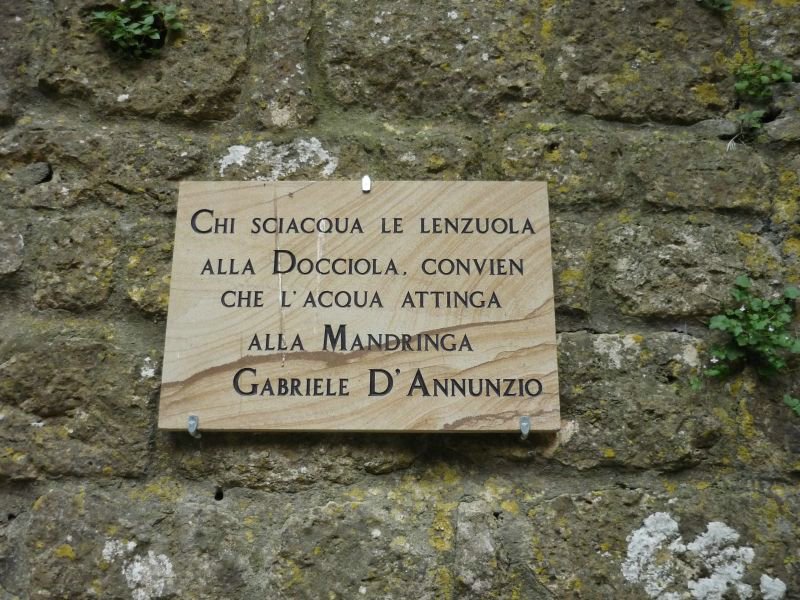 Chi sciacqua le lenzuola
alla Docciola, convien
che l'acqua attinga
alla Mandringa
Gabriele D'Annunzio